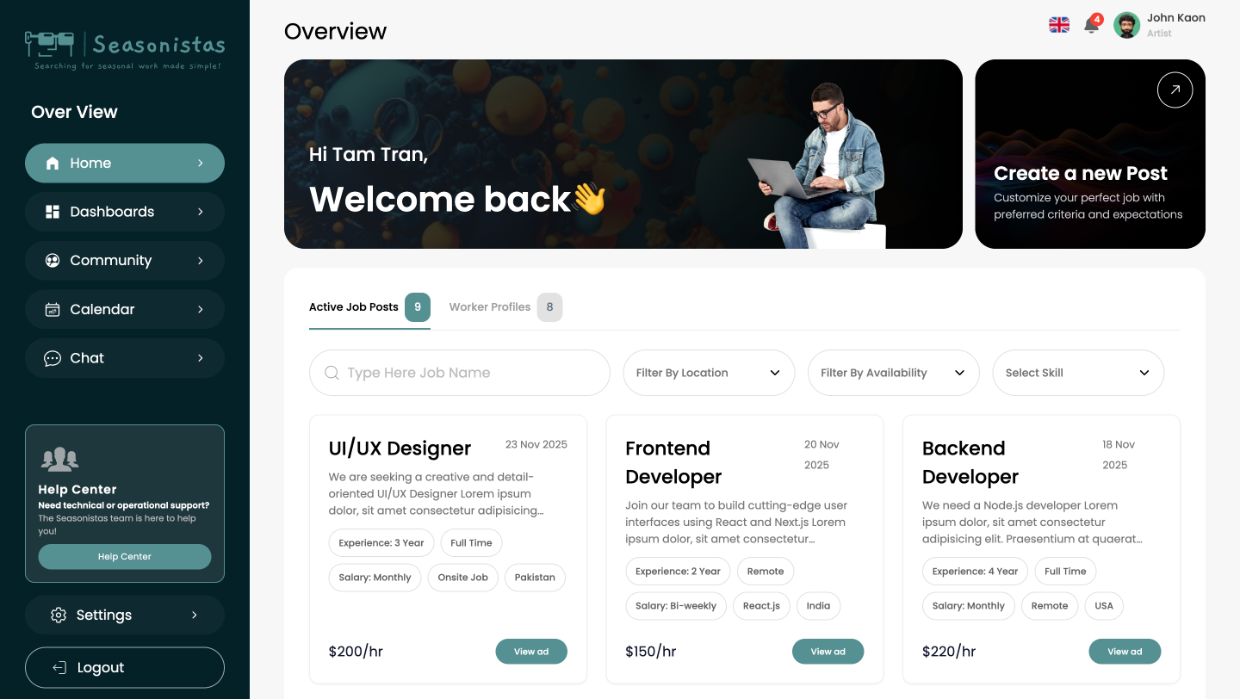 Seasonistas
Searching for seasonal work made simple!
Over View
Home
Dashboards
Community
Calendar
Chat
Help Center
Need technical or operational support?
The Seasonistas team is here to help
you!
Help Center
Settings
Logout
Overview
4
John Kaon
Artist
Hi Tam Tran,
Welcome back👋
Create a new Post
Customize your perfect job with
preferred criteria and expectations
Active Job Posts 9
Worker Profiles 8
Type Here Job Name
Filter By Location
Filter By Availability
Select Skill
UI/UX Designer
23 Nov 2025
We are seeking a creative and detail-
oriented UI/UX Designer Lorem ipsum
dolor, sit amet consectetur adipisicing...
Experience: 3 Year
Full Time
Salary: Monthly
Onsite Job
Pakistan
$200/hr
View ad
Frontend
Developer
20 Nov
2025
Join our team to build cutting-edge user
interfaces using React and Next.js Lorem
ipsum dolor, sit amet consectetur...
Experience: 2 Year
Remote
Salary: Bi-weekly
React.js
India
$150/hr
View ad
Backend
Developer
18 Nov
2025
We need a Node.js developer Lorem
ipsum dolor, sit amet consectetur
adipisicing elit. Praesentium at quaerat...
Experience: 4 Year
Full Time
Salary: Monthly
Remote
USA
$220/hr
View ad